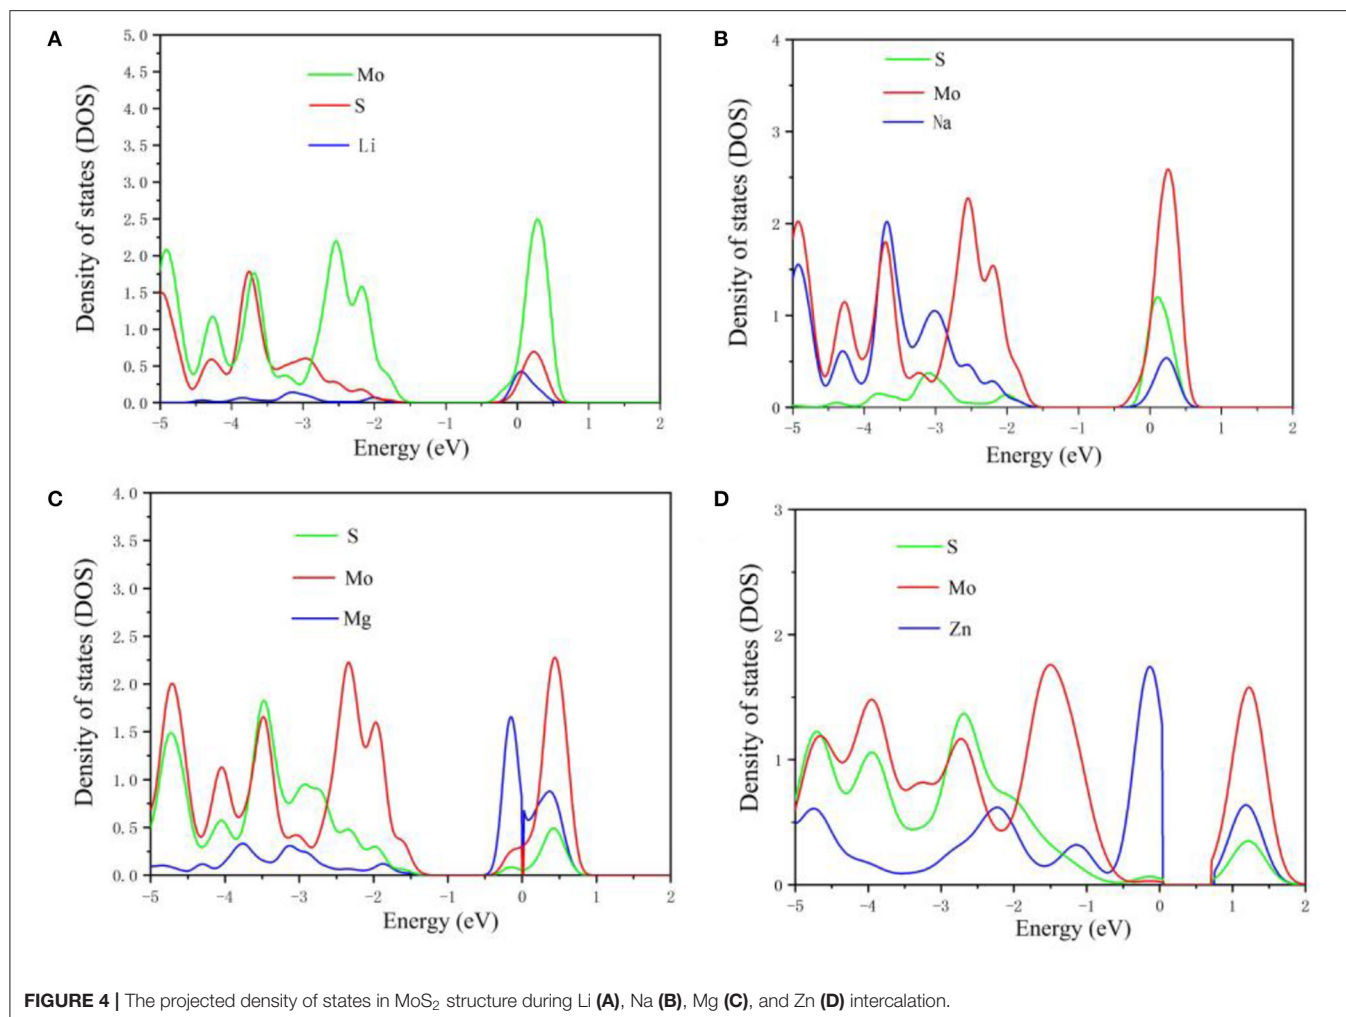 A
5.0
4.5
4.0
3.5
3.0
2.5
2.0
1.5
1.0
0.5
0.0
Density of states (DOS)
Mo
S
Li
-5 -4 -3 -2 -1 0 1 2
Energy (eV)
B
4
3
2
1
0
Density of states (DOS)
S
Mo
Na
-5 -4 -3 -2 -1 0 1 2
Energy (eV)
C
4.0
3.5
3.0
2.5
2.0
1.5
1.0
0.5
0.0
Density of states (DOS)
S
Mo
Mg
-5 -4 -3 -2 -1 0 1 2
Energy (eV)
D
3
2
1
0
Density of states (DOS)
S
Mo
Zn
-5 -4 -3 -2 -1 0 1 2
Energy (eV)
FIGURE 4 | The projected density of states in MoS₂ structure during Li (A), Na (B), Mg (C), and Zn (D) intercalation.